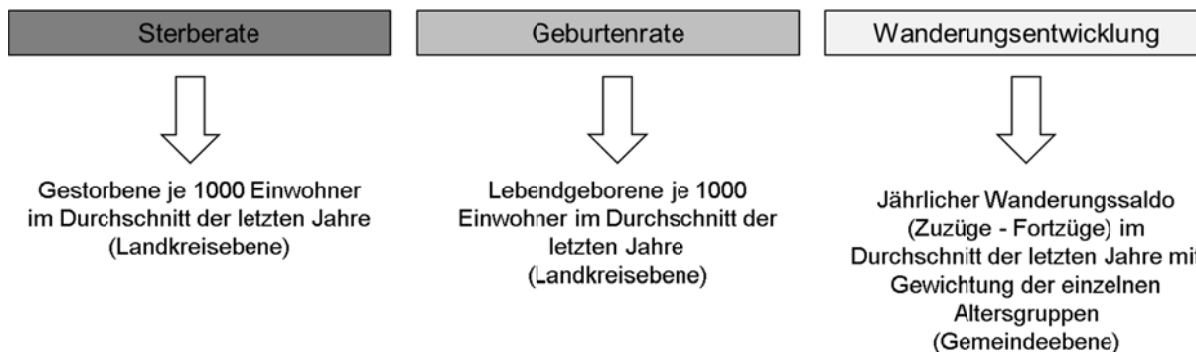 Sterberate
Geburtenrate
Wanderungsentwicklung
Gestorbene je 1000 Einwohner
im Durchschnitt der letzten Jahre
(Landkreisebene)
Lebendgeborene je 1000
Einwohner im Durchschnitt der
letzten Jahre
(Landkreisebene)
Jährlicher Wanderungssaldo
(Zuzüge - Fortzüge) im
Durchschnitt der letzten Jahre mit
Gewichtung der einzelnen
Altersgruppen
(Gemeindeebene)